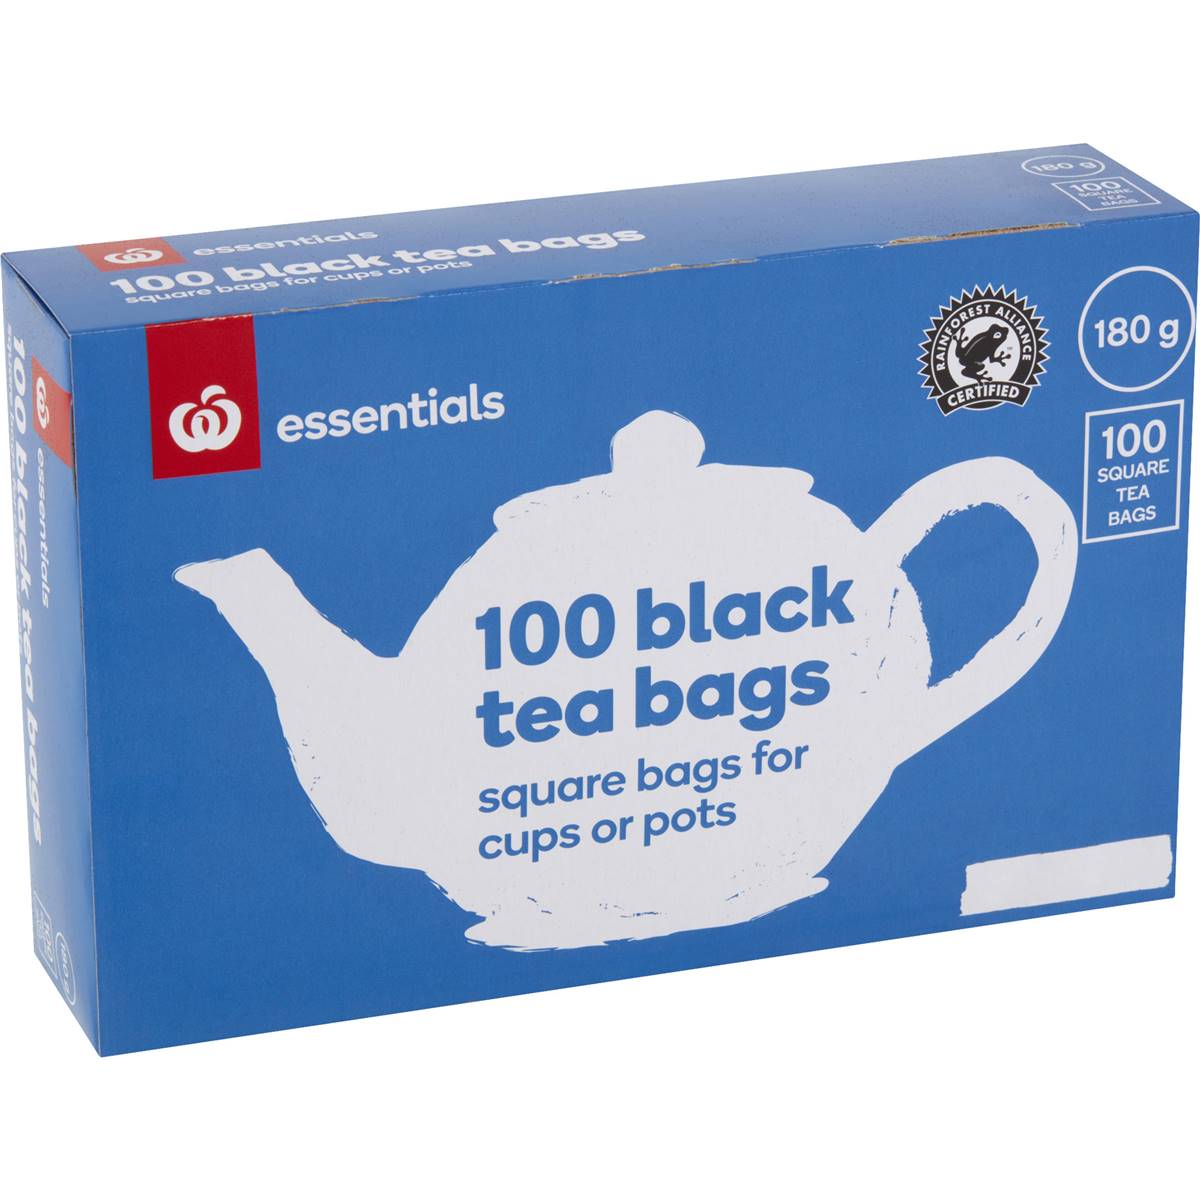 essentials
100 black tea bags
square bags for cups or pots
180 g
100
SQUARE
TEA
BAGS
essentials
RAINFOREST ALLIANCE
CERTIFIED
180 g
100
SQUARE
TEA
BAGS
100 black
tea bags
square bags for
cups or pots
essentials
100 black tea bags
180 g
100